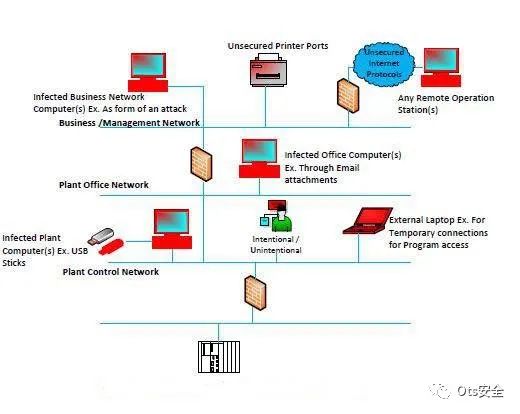 Unsecured Printer Ports
Unsecured
Internet
Protocols
Infected Business Network
Computer(s) Ex. As form of an attack
Any Remote Operation
Station(s)
Business /Management Network
Infected Office Computer(s)
Ex. Through Email
attachments
Plant Office Network
Infected Plant
Computer(s) Ex. USB
Sticks
Intentional /
Unintentional
External Laptop Ex. For
Temporary connections
for Program access
Plant Control Network
Ots安全